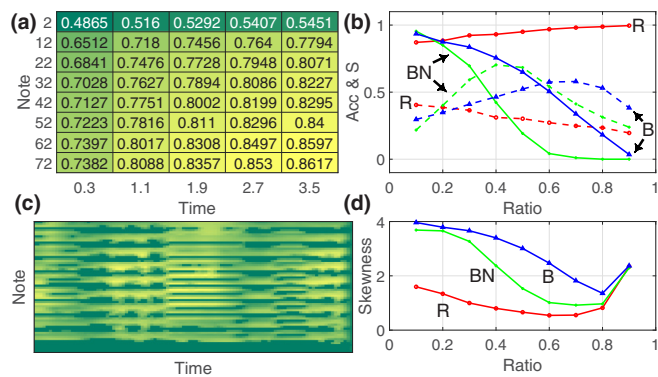 (a)
Note
2 0.4865 0.516 0.5292 0.5407 0.5451
12 0.6512 0.718 0.7456 0.764 0.7794
22 0.6841 0.7476 0.7728 0.7948 0.8071
32 0.7028 0.7627 0.7894 0.8086 0.8227
42 0.7127 0.7751 0.8002 0.8199 0.8295
52 0.7223 0.7816 0.811 0.8296 0.84
62 0.7397 0.8017 0.8308 0.8497 0.8597
72 0.7382 0.8088 0.8357 0.853 0.8617
0.3 1.1 1.9 2.7 3.5
Time
(b)
Acc & S
1
0.5
0
R
BN
R
B
0 0.2 0.4 0.6 0.8 1
Ratio
(c)
Note
Time
(d)
Skewness
4
2
0
BN
B
R
0 0.2 0.4 0.6 0.8 1
Ratio